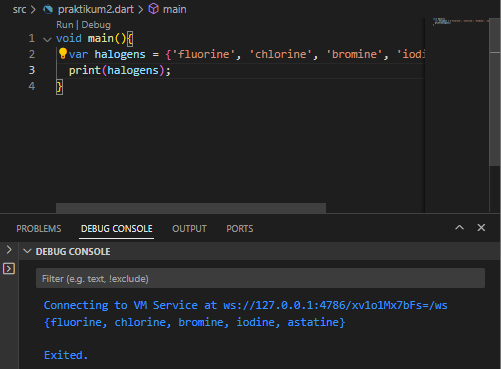 src > praktikum2.dart > main
Run | Debug
1 void main(){
2 var halogens = {'fluorine', 'chlorine', 'bromine', 'iodi
3 print(halogens);
4 }
PROBLEMS DEBUG CONSOLE OUTPUT PORTS
DEBUG CONSOLE
Filter (e.g. text, !exclude)
Connecting to VM Service at ws://127.0.0.1:4786/xv1o1Mx7bFs=/ws
{fluorine, chlorine, bromine, iodine, astatine}
Exited.